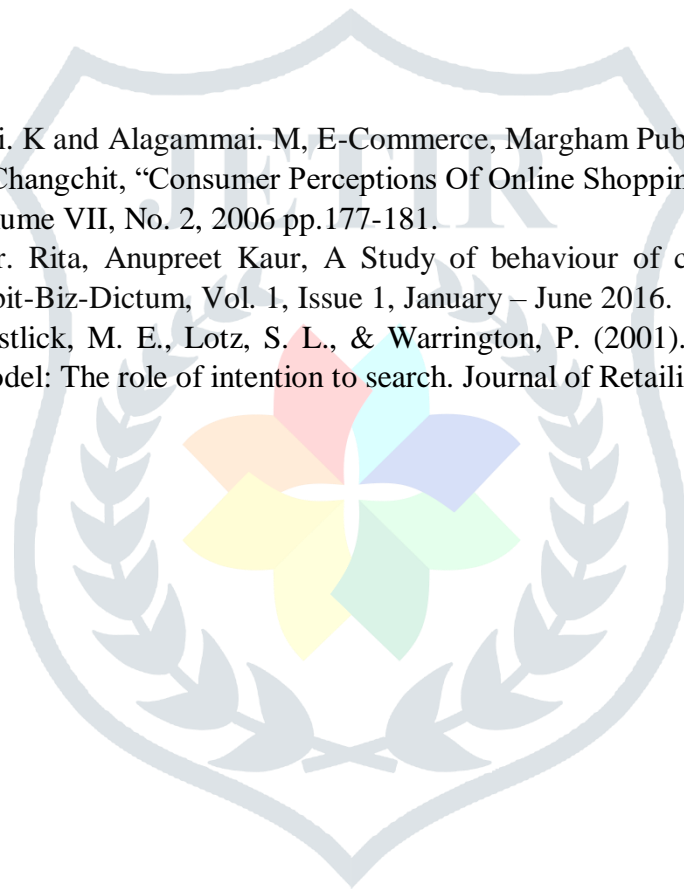 JETIR
i. K and Alagammai. M, E-Commerce, Margham Pub
Changchit, “Consumer Perceptions Of Online Shoppin
ume VII, No. 2, 2006 pp.177-181.
r. Rita, Anupreet Kaur, A Study of behaviour of c
bit-Biz-Dictum, Vol. 1, Issue 1, January – June 2016.
stlick, M. E., Lotz, S. L., & Warrington, P. (2001).
odel: The role of intention to search. Journal of Retaili